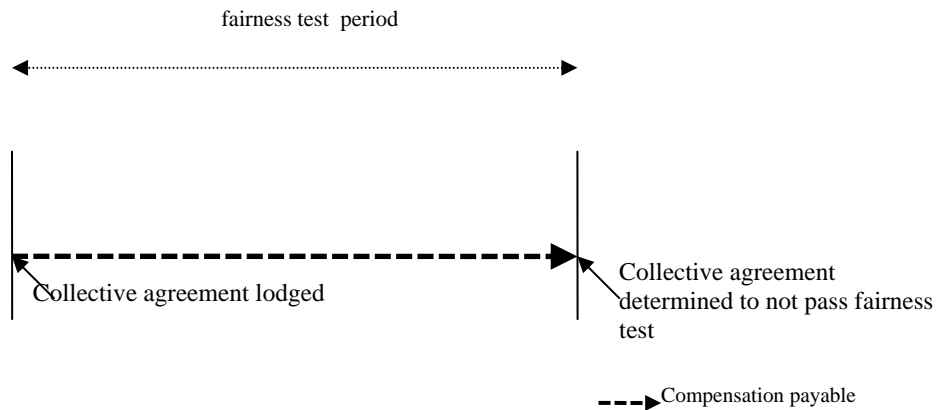 fairness test period
Collective agreement lodged
Collective agreement
determined to not pass fairness
test
Compensation payable